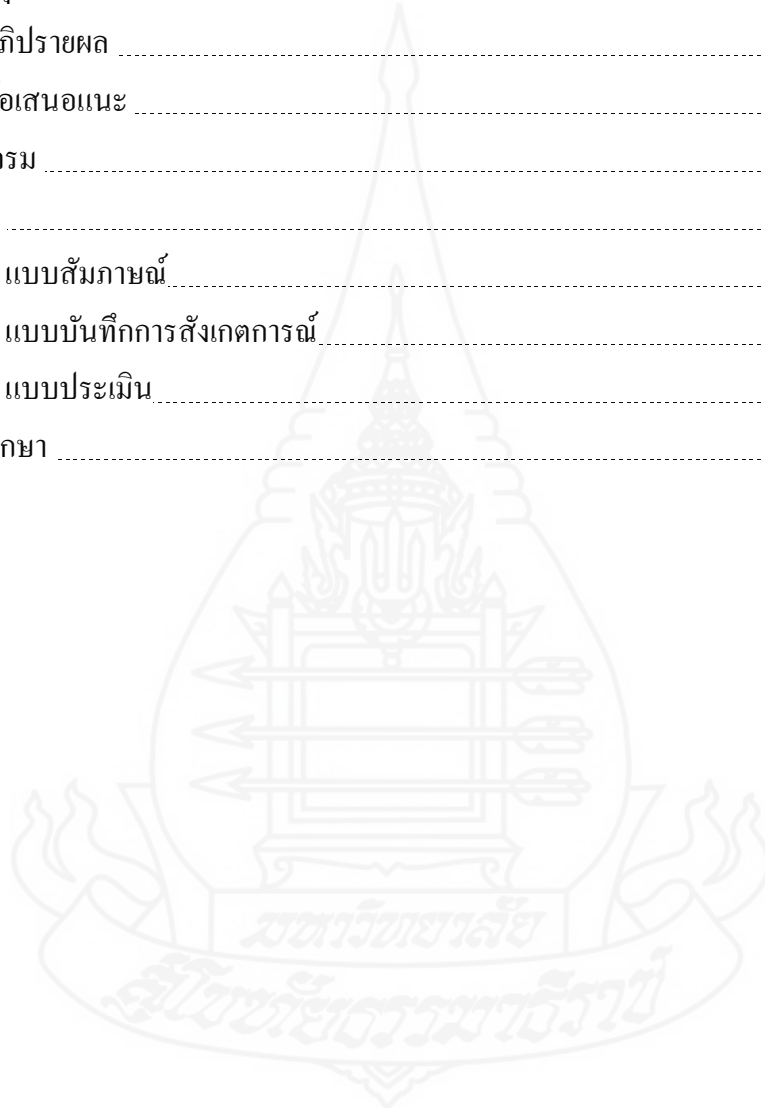 ภิปรายผล
อเสนอแนะ
รม
แบบสัมภาษณ์
แบบบันทึกการสังเกตการณ์
แบบประเมิน
กษา
มหาวิทยาลัย
สุโขทัยธรรมาธิราช